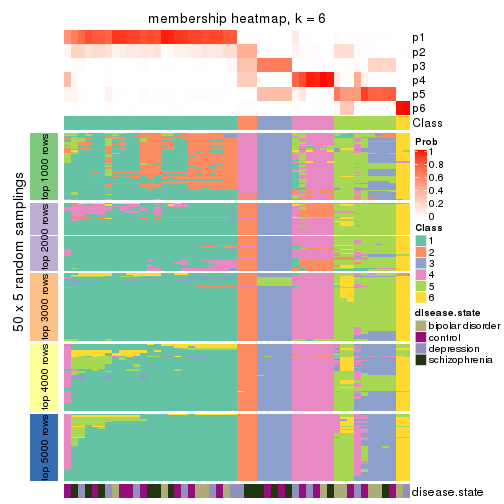 membership heatmap, k = 6
p1
p2
p3
p4
p5
p6
Class
50 x 5 random samplings
top 1000 rows
top 2000 rows
top 3000 rows
top 4000 rows
top 5000 rows
Prob
1
0.8
0.6
0.4
0.2
0
Class
1
2
3
4
5
6
disease.state
bipolar disorder
control
depression
schizophrenia
disease.state